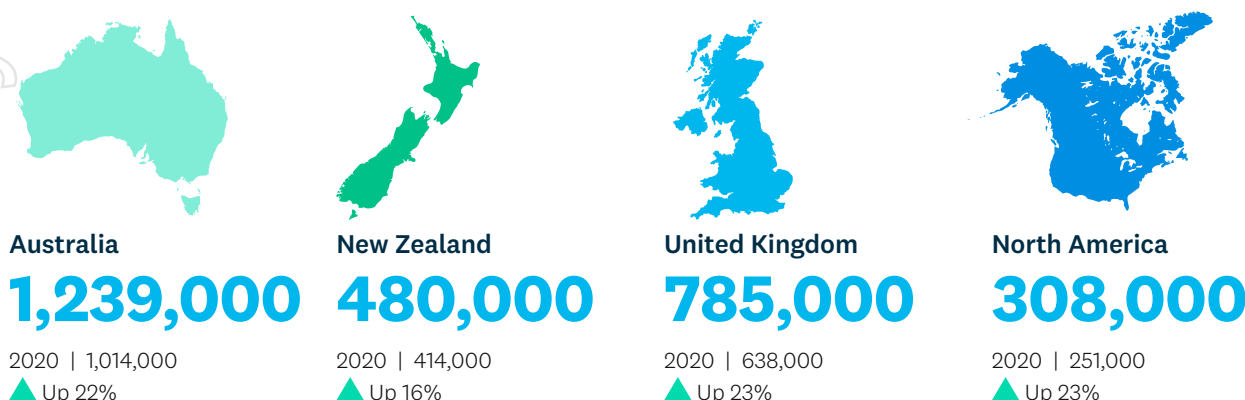 Australia
1,239,000
2020 | 1,014,000
Up 22%
New Zealand
480,000
2020 | 414,000
Up 16%
United Kingdom
785,000
2020 | 638,000
Up 23%
North America
308,000
2020 | 251,000
Up 23%